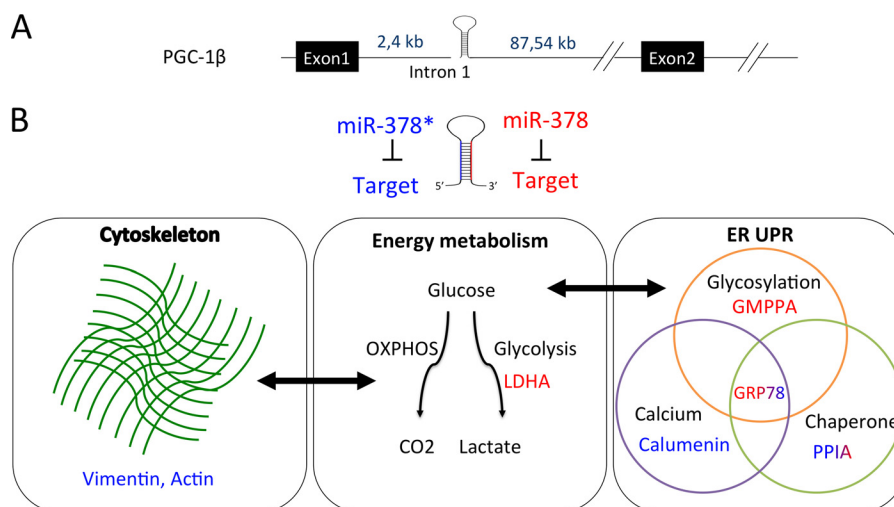 A
PGC-1β
Exon1
2,4 kb
Intron 1
87,54 kb
Exon2
B
miR-378*
miR-378
Target
5’
3’
Target
Cytoskeleton
Vimentin, Actin
Energy metabolism
Glucose
OXPHOS
Glycolysis
LDHA
CO2
Lactate
ER UPR
Glycosylation
GMPPA
GRP78
Calcium
Calumenin
Chaperone
PPIA